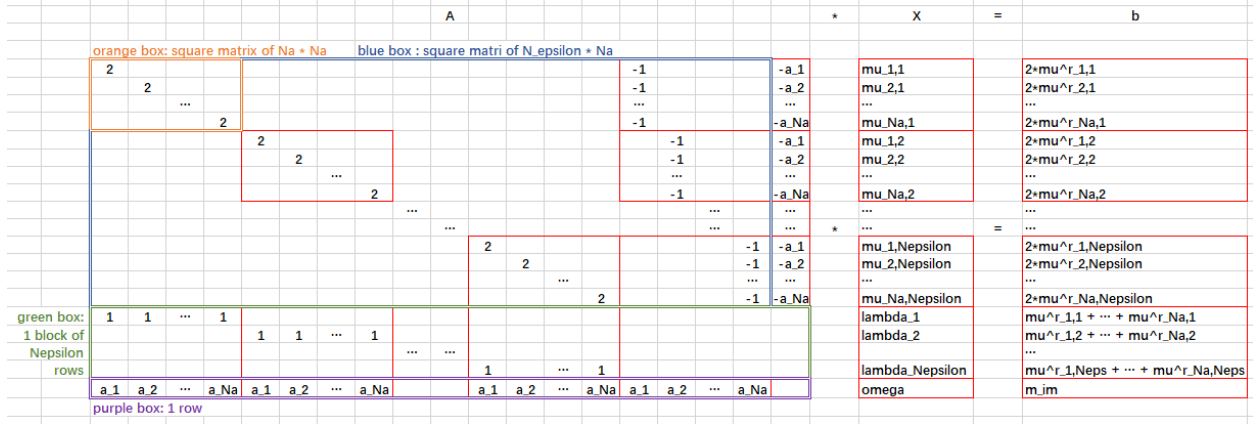 A * X = b
orange box: square matrix of Na * Na blue box : square matri of N_epsilon * Na
2 -1 -a_1 mu_1,1 2*mu^r_1,1
2 -1 -a_2 mu_2,1 2*mu^r_2,1
... ... ... ... ...
2 -1 -a_Na mu_Na,1 2*mu^r_Na,1
2 -1 -a_1 mu_1,2 2*mu^r_1,2
2 -1 -a_2 mu_2,2 2*mu^r_2,2
... ... ... ... ...
2 -1 -a_Na mu_Na,2 2*mu^r_Na,2
... ... ... ... ...
... ... ... * ... = ...
2 -1 -a_1 mu_1,Nepsilon 2*mu^r_1,Nepsilon
2 -1 -a_2 mu_2,Nepsilon 2*mu^r_2,Nepsilon
... ... ... ... ...
2 -1 -a_Na mu_Na,Nepsilon 2*mu^r_Na,Nepsilon
green box: 1 1 ... 1 lambda_1 mu^r_1,1 + ... + mu^r_Na,1
1 block of 1 1 ... 1 lambda_2 mu^r_1,2 + ... + mu^r_Na,2
Nepsilon ... ... ...
rows 1 ... 1 lambda_Nepsilon mu^r_1,Neps + ... + mu^r_Na,Neps
a_1 a_2 ... a_Na a_1 a_2 ... a_Na a_1 a_2 ... a_Na a_1 a_2 ... a_Na omega m_im
purple box: 1 row